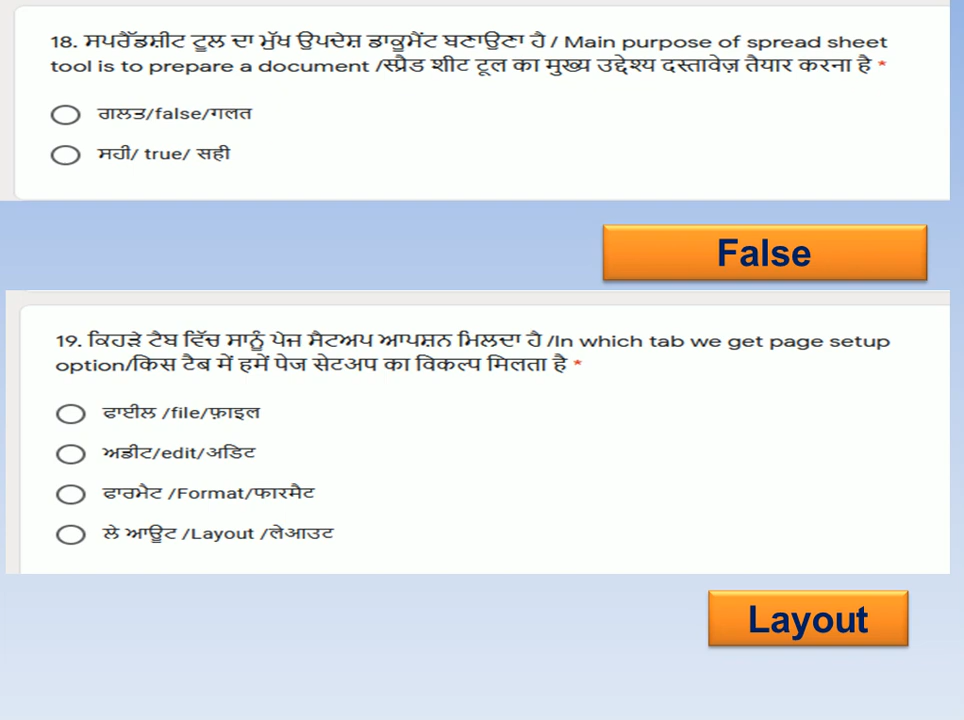 18. ਸਪਰੈੱਡਸ਼ੀਟ ਟੂਲ ਦਾ ਮੁੱਖ ਉਪਦੇਸ਼ ਡਾਕੂਮੈਂਟ ਬਣਾਉਣਾ ਹੈ / Main purpose of spread sheet
tool is to prepare a document /स्प्रैड शीट टूल का मुख्य उद्देश्य दस्तावेज़ तैयार करना है *
ਗਲਤ/false/गलत
ਸਹੀ/ true/ सही
False
19. ਕਿਹੜੇ ਟੈਬ ਵਿੱਚ ਸਾਨੂੰ ਪੇਜ ਸੈਟਅਪ ਆਪਸ਼ਨ ਮਿਲਦਾ ਹੈ /In which tab we get page setup
option/किस टैब में हमें पेज सेटअप का विकल्प मिलता है *
ਫਾਈਲ /file/फ़ाइल
ਅਡੀਟ/edit/अडिट
ਫਾਰਮੈਟ /Format/फारमैट
ਲੇ ਆਊਟ /Layout /लेआउट
Layout